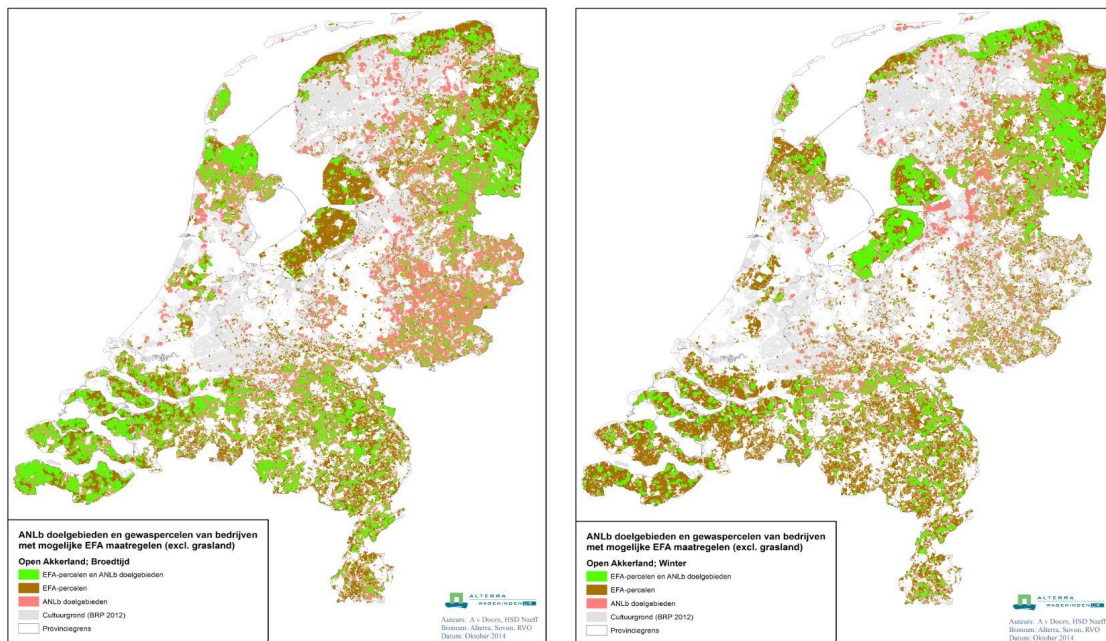 ANLb doelgebieden en gewaspercelen van bedrijven
met mogelijke EFA maatregelen (excl. grasland)
Open Akkerland; Broedtijd
EFA-percelen en ANLb doelgebieden
EFA-percelen
ANLb doelgebieden
Cultuurgrond (BRP 2012)
Provinciegrens
ALTERRA
WAGENINGEN UR
Auteurs: A v Doorn, HSD Naeff
Bronnen: Alterra, Sovon, RVO
Datum: Oktober 2014
ANLb doelgebieden en gewaspercelen van bedrijven
met mogelijke EFA maatregelen (excl. grasland)
Open Akkerland; Winter
EFA-percelen en ANLb doelgebieden
EFA-percelen
ANLb doelgebieden
Cultuurgrond (BRP 2012)
Provinciegrens
ALTERRA
WAGENINGEN UR
Auteurs: A v Doorn, HSD Naeff
Bronnen: Alterra, Sovon, RVO
Datum: Oktober 2014